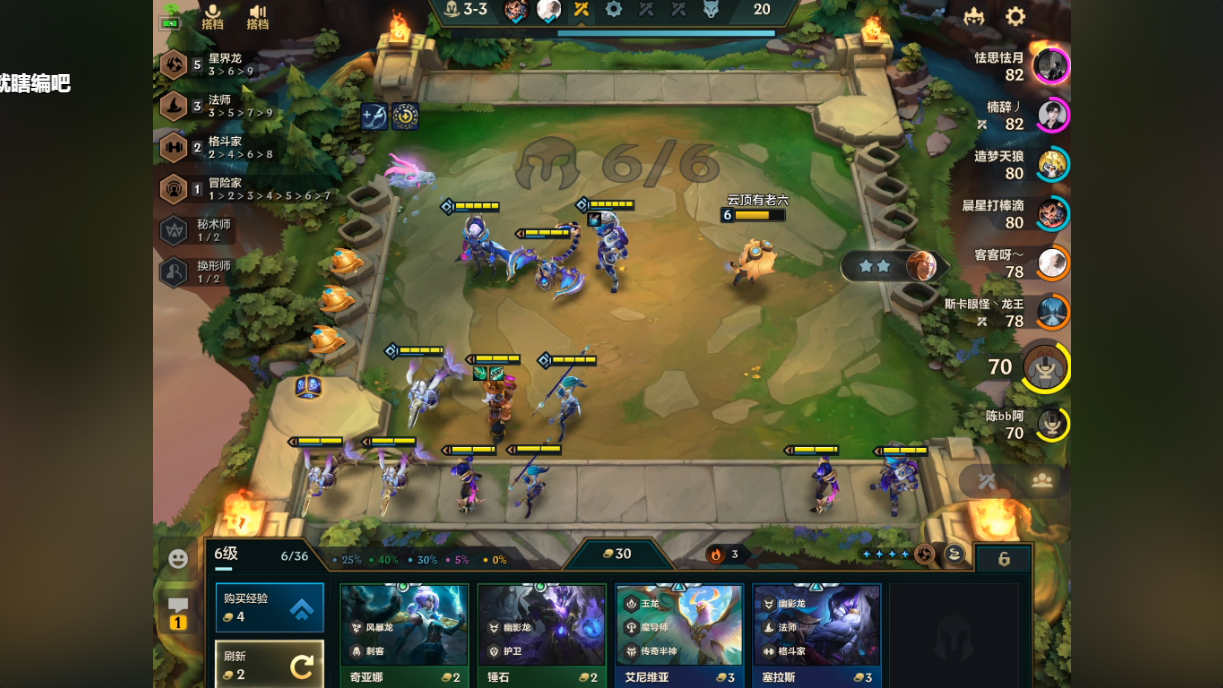 搭档
搭档
3-3
20
就瞎编吧
5
星界龙
3 > 6 > 9
3
法师
3 > 5 > 7 > 9
2
格斗家
2 > 4 > 6 > 8
1
冒险家
1 > 2 > 3 > 4 > 5 > 6 > 7
秘术师
1 / 2
换形师
1 / 2
6/6
云顶有老六
6
怯思怯月
82
楠辞丿
82
造梦天狼
80
晨星打榛滴
80
客客呀~
78
斯卡眼怪丶龙王
78
70
陈bb阿
70
6级
6/36
25%
40%
30%
5%
0%
30
3
6
购买经验
4
刷新
2
1
风暴龙
刺客
奇亚娜
2
幽影龙
护卫
锤石
2
玉龙
魔导师
传奇半神
艾尼维亚
3
幽影龙
法师
格斗家
塞拉斯
3